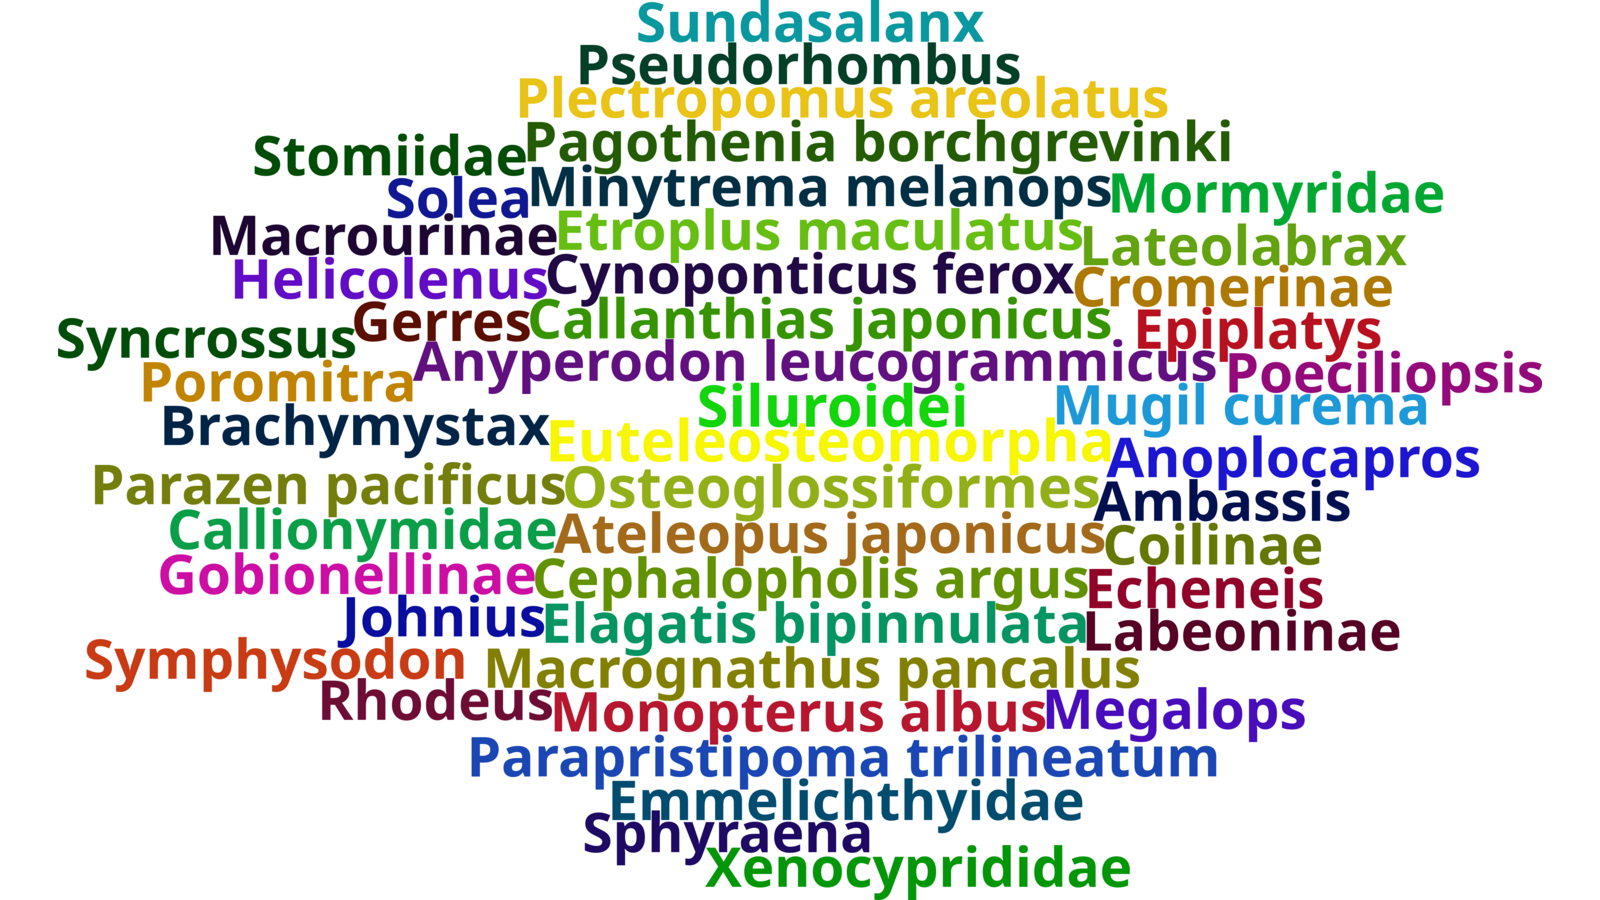 Sundasalanx
Pseudorhombus
Plectropomus areolatus
Pagothenia borchgrevinki
Stomiidae
Minytrema melanops
Mormyridae
Solea
Etroplus maculatus
Macrourinae
Lateolabrax
Cynoponticus ferox
Helicolenus
Cromerinae
Callanthias japonicus
Gerres
Epiplatys
Syncrossus
Anyperodon leucogrammicus
Poeciliopsis
Poromitra
Siluroidei
Mugil curema
Brachymystax
Euteleosteomorpha
Anoplocapros
Parazen pacificus
Osteoglossiformes
Ambassis
Callionymidae
Ateleopus japonicus
Coilinae
Gobionellinae
Cephalopholis argus
Echeneis
Johnius
Elagatis bipinnulata
Labeoninae
Symphysodon
Macrognathus pancalus
Rhodeus
Monopterus albus
Megalops
Parapristipoma trilineatum
Emmelichthyidae
Sphyraena
Xenocyprididae